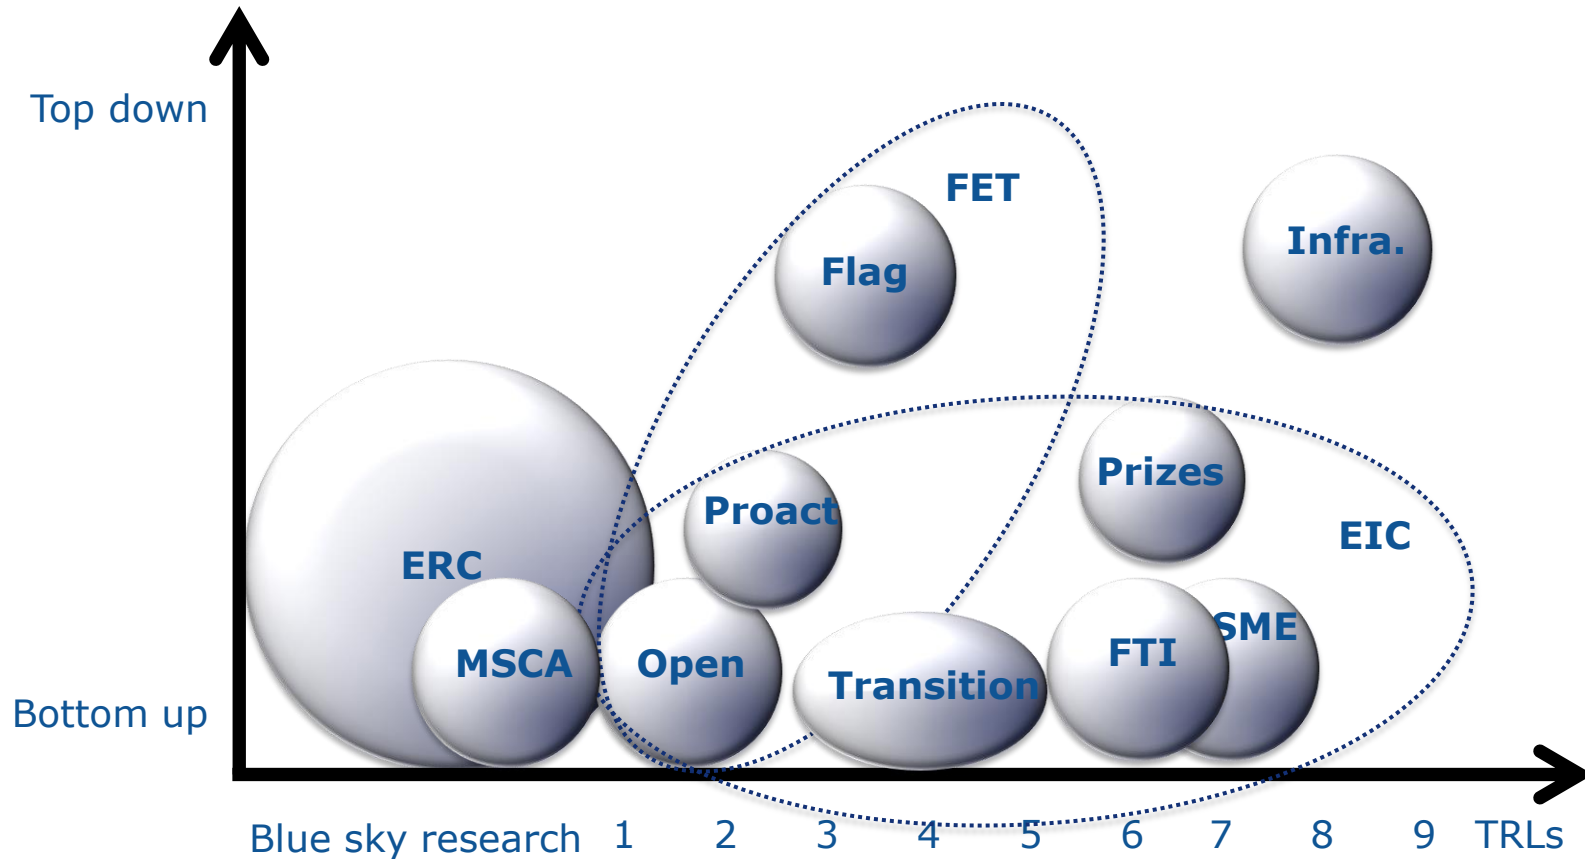 Top down
FET
Flag
Infra.
Prizes
Proact
EIC
ERC
SME
FTI
MSCA
Open
Transition
Bottom up
Blue sky research 1 2 3 4 5 6 7 8 9 TRLs